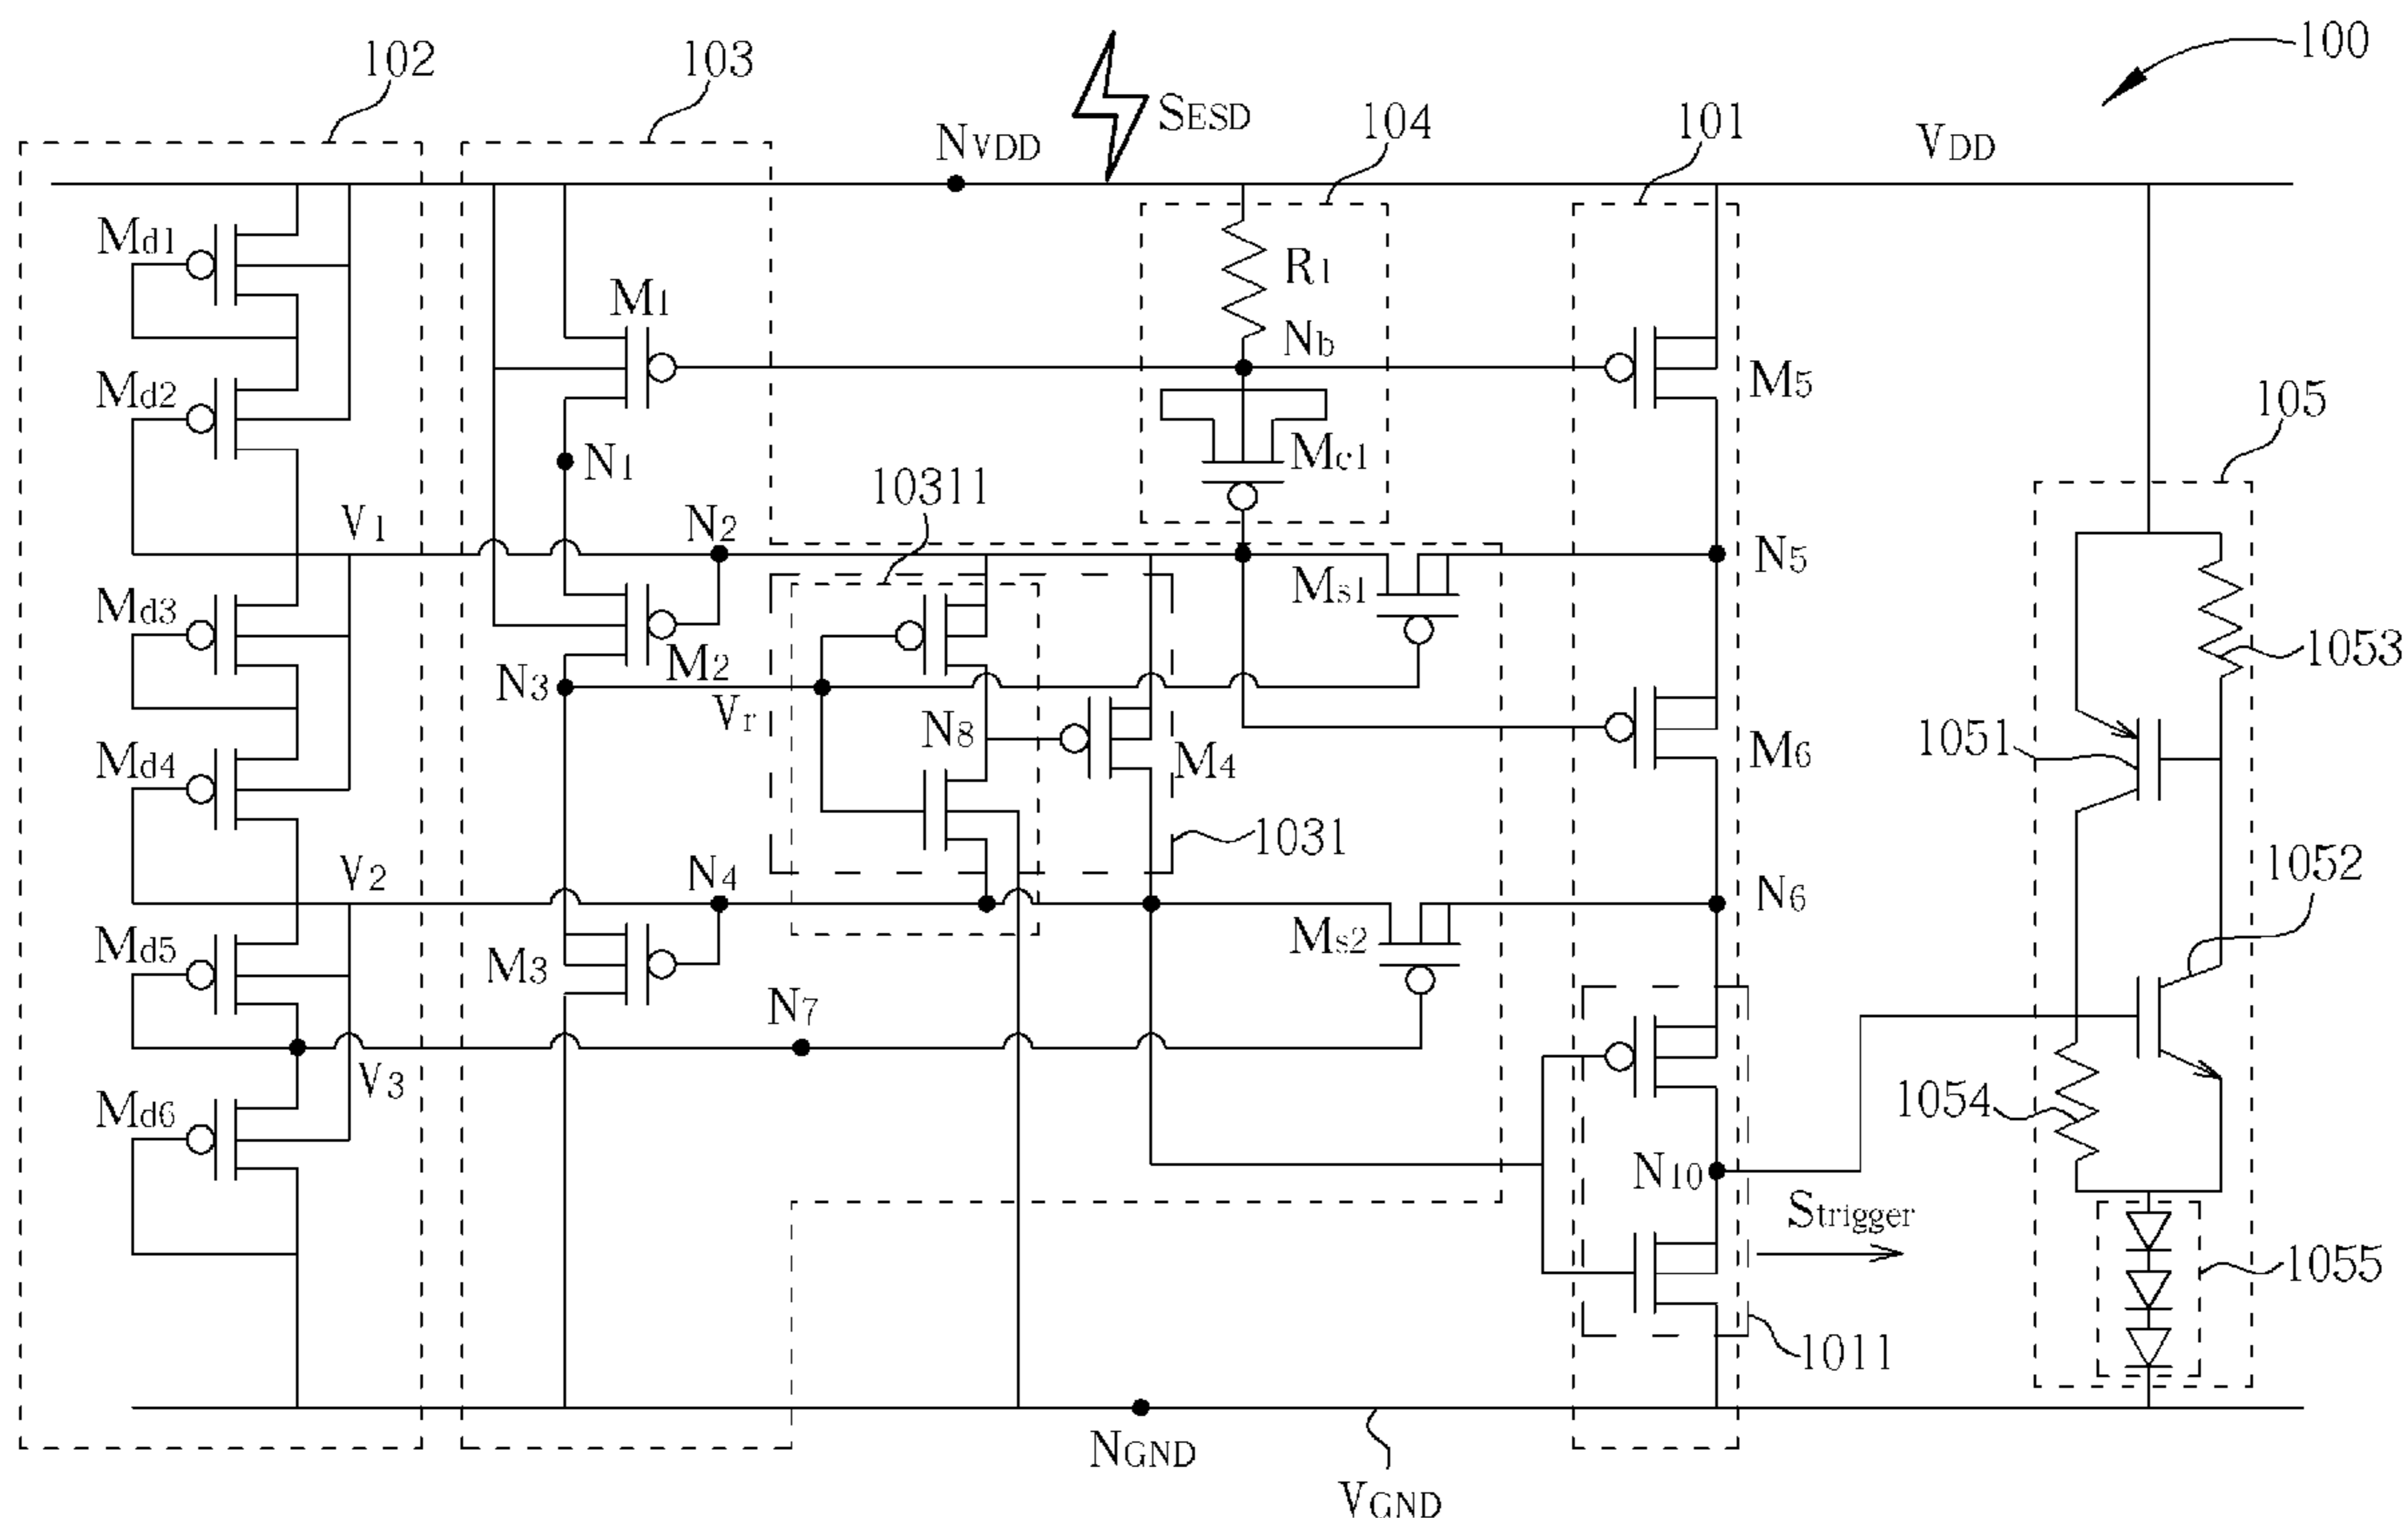 100
102
103
SESD
104
101
NVDD
VDD
Md1
R1
M1
Nb
Md2
M5
105
Mc1
N1
10311
V1
N2
N5
Ms1
Md3
1053
M2
N3
Vr
N8
M4
M6
1051
Md4
1031
1052
V2
N4
N6
Md5
Ms2
M3
N7
V3
Md6
1054
N10
Strigger
1055
1011
NGND
VGND